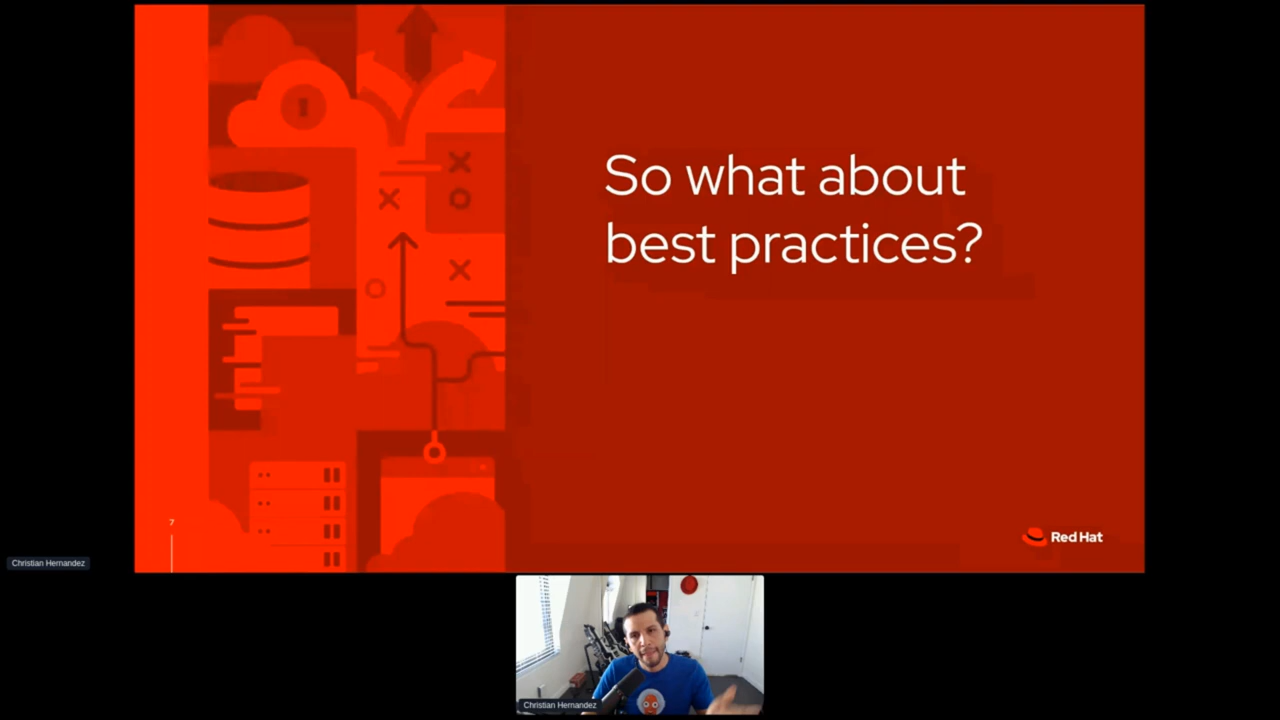 So what about
best practices?
7
Red Hat
Christian Hernandez
Christian Hernandez